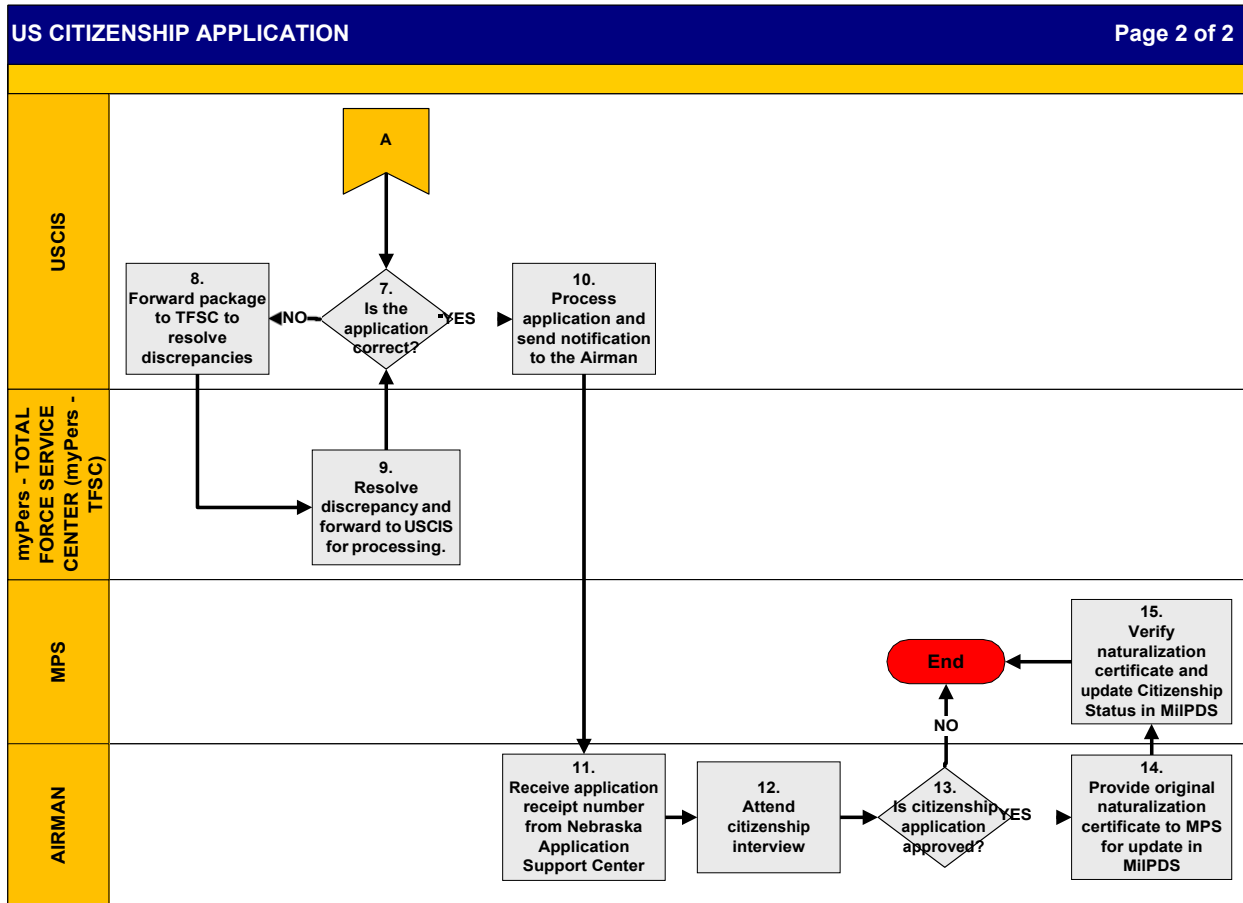 US CITIZENSHIP APPLICATION
Page 2 of 2
USCIS
A
8.
Forward package
to TFSC to
resolve
discrepancies
NO
7.
Is the
application
correct?
YES
10.
Process
application and
send notification
to the Airman
myPers - TOTAL
FORCE SERVICE
CENTER (myPers -
TFSC)
9.
Resolve
discrepancy and
forward to USCIS
for processing.
MPS
End
NO
15.
Verify
naturalization
certificate and
update Citizenship
Status in MilPDS
AIRMAN
11.
Receive application
receipt number
from Nebraska
Application
Support Center
12.
Attend
citizenship
interview
13.
Is citizenship
application
approved?
YES
14.
Provide original
naturalization
certificate to MPS
for update in
MilPDS